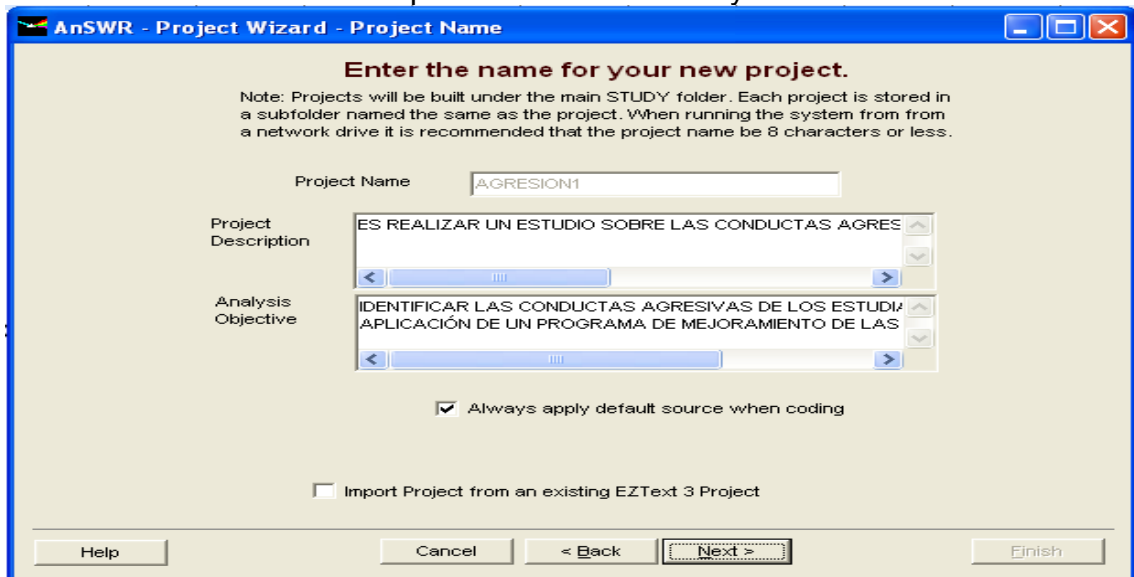 AnSWR - Project Wizard - Project Name
Enter the name for your new project.
Note: Projects will be built under the main STUDY folder. Each project is stored in
a subfolder named the same as the project. When running the system from from
a network drive it is recommended that the project name be 8 characters or less.
Project Name AGRESION1
Project
Description
ES REALIZAR UN ESTUDIO SOBRE LAS CONDUCTAS AGRES
Analysis
Objective
IDENTIFICAR LAS CONDUCTAS AGRESIVAS DE LOS ESTUDIA
APLICACIÓN DE UN PROGRAMA DE MEJORAMIENTO DE LAS
Always apply default source when coding
Import Project from an existing EZText 3 Project
Help Cancel < Back Next > Finish